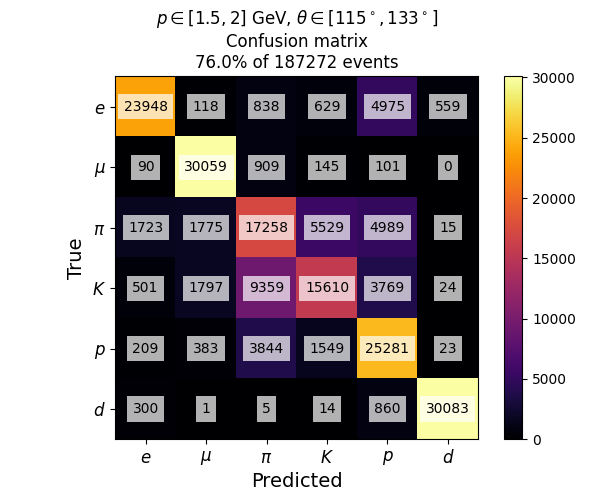 p ∈ [1.5, 2] GeV, θ ∈ [115°, 133°]
Confusion matrix
76.0% of 187272 events
e 23948 118 838 629 4975 559
μ 90 30059 909 145 101 0
π 1723 1775 17258 5529 4989 15
K 501 1797 9359 15610 3769 24
p 209 383 3844 1549 25281 23
d 300 1 5 14 860 30083
e μ π K p d
Predicted
True
30000
25000
20000
15000
10000
5000
0